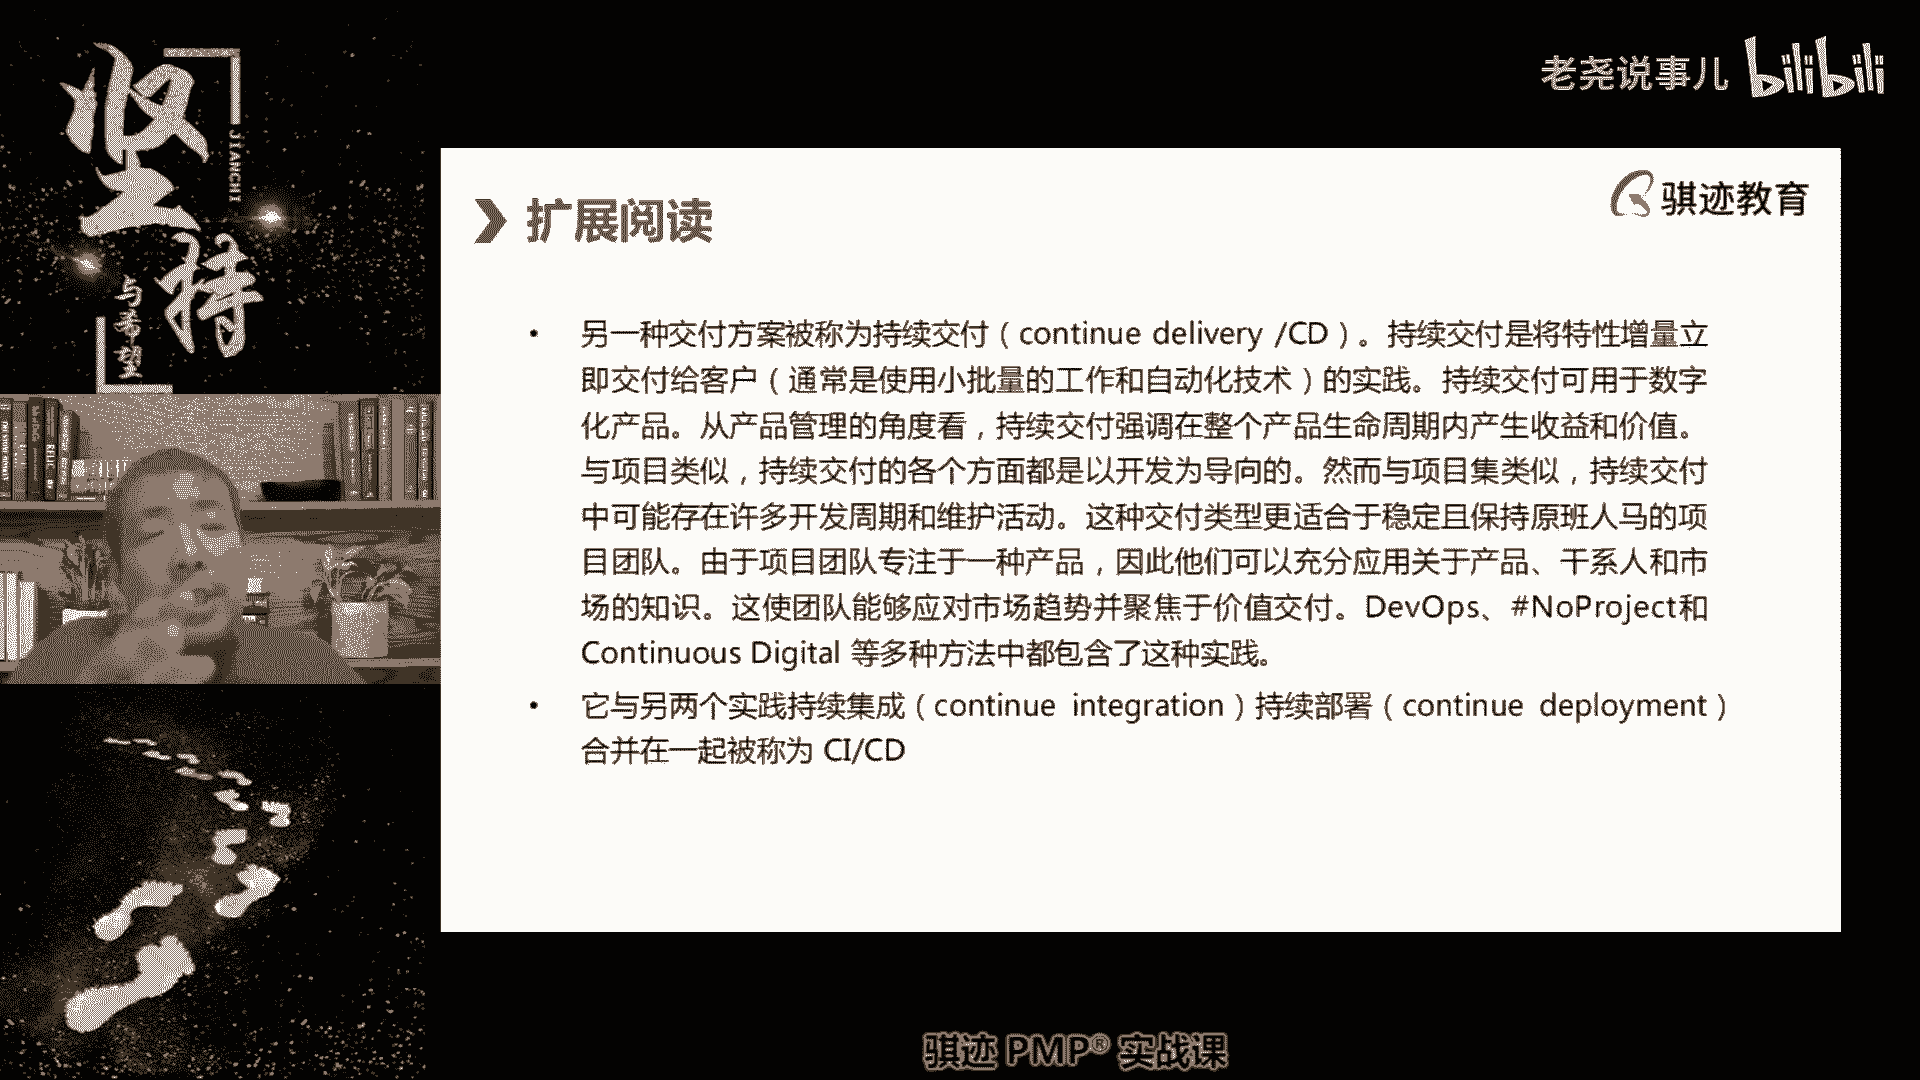 坚持
JIANCHI
与希望
老尧说事儿 bilibili
骐迹教育
扩展阅读
• 另一种交付方案被称为持续交付（continue delivery /CD）。持续交付是将特性增量立
即交付给客户（通常是使用小批量的工作和自动化技术）的实践。持续交付可用于数字
化产品。从产品管理的角度看，持续交付强调在整个产品生命周期内产生收益和价值。
与项目类似，持续交付的各个方面都是以开发为导向的。然而与项目集类似，持续交付
中可能存在许多开发周期和维护活动。这种交付类型更适合于稳定且保持原班人马的项
目团队。由于项目团队专注于一种产品，因此他们可以充分应用关于产品、干系人和市
场的知识。这使团队能够应对市场趋势并聚焦于价值交付。DevOps、#NoProject和
Continuous Digital 等多种方法中都包含了这种实践。
• 它与另两个实践持续集成（continue integration）持续部署（continue deployment）
合并在一起被称为 CI/CD
骐迹 PMP® 实战课